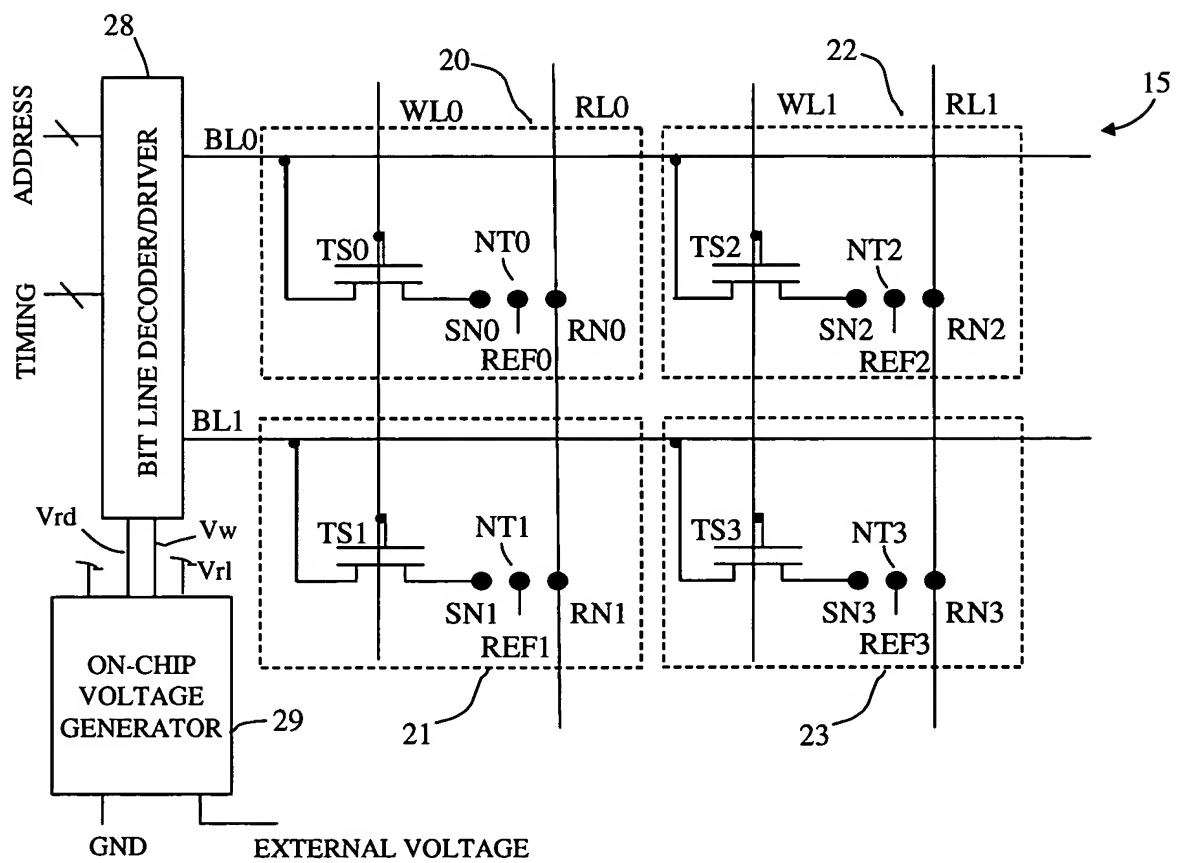 28
20
22
15
ADDRESS
WL0
RL0
WL1
RL1
BL0
BIT LINE DECODER/DRIVER
TS0
NT0
TS2
NT2
TIMING
SN0
RN0
SN2
RN2
REF0
REF2
BL1
Vrd
Vw
TS1
NT1
TS3
NT3
Vrl
SN1
RN1
SN3
RN3
REF1
REF3
ON-CHIP
VOLTAGE
GENERATOR
29
21
23
GND
EXTERNAL VOLTAGE